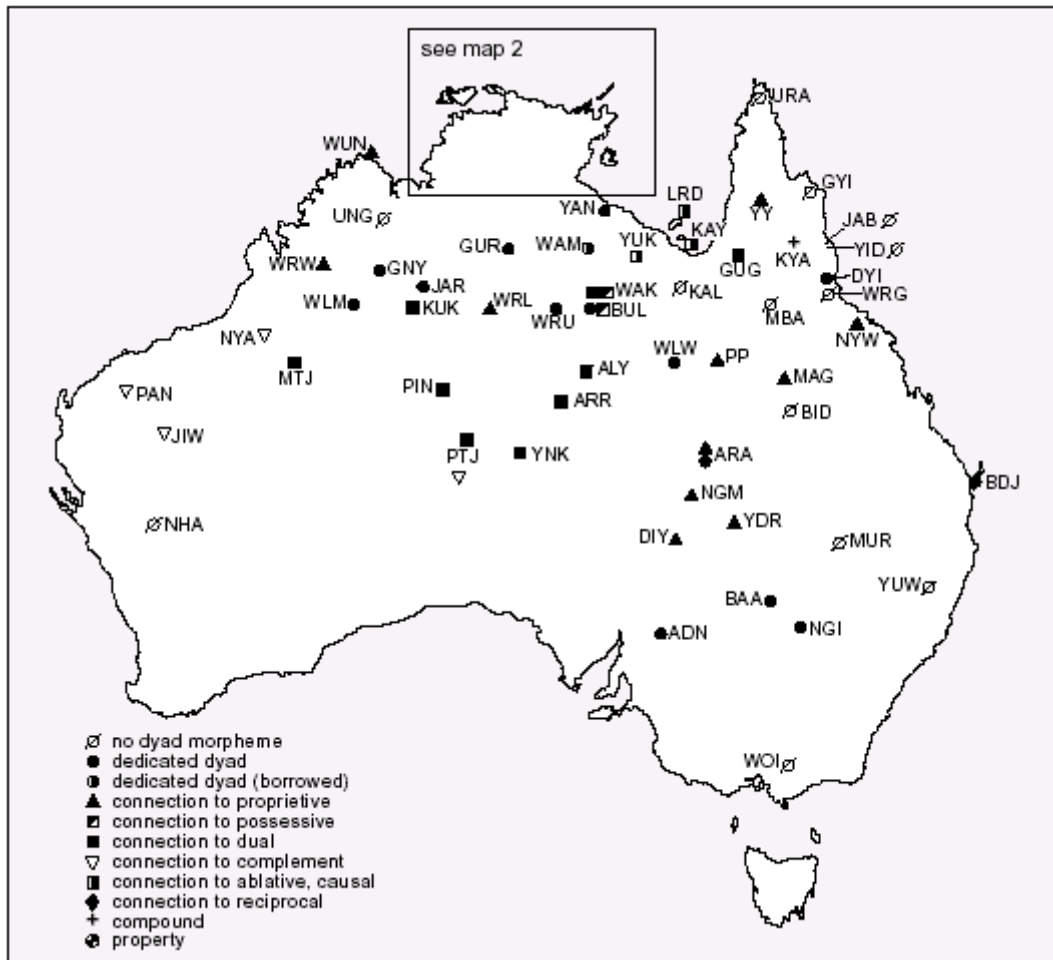 see map 2
URA
WUN
GYI
LRD
UNG
YAN
YY
JAB
KAY
GUR
WAM
YUK
YID
KYA
WRW
GNY
GUG
DYI
JAR
WAK
KAL
WRG
WLM
KUK
WRL
WRU
BUL
MBA
NYA
NYW
WLW
PP
MTJ
ALY
MAG
PIN
PAN
ARR
BID
JIW
PTJ
YNK
ARA
BDJ
NGM
NHA
YDR
DIY
MUR
YUW
BAA
NGI
ADN
WOI
no dyad morpheme
dedicated dyad
dedicated dyad (borrowed)
connection to proprietive
connection to possessive
connection to dual
connection to complement
connection to ablative, causal
connection to reciprocal
compound
property